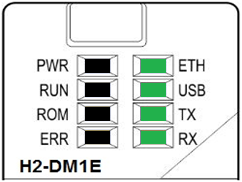 PWR ETH
RUN USB
ROM TX
ERR RX
H2-DM1E